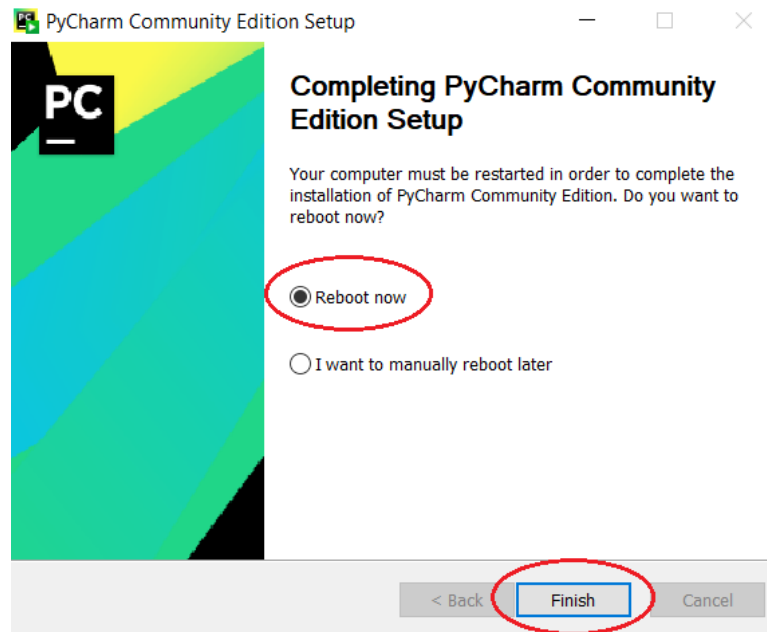 PyCharm Community Edition Setup
PC
Completing PyCharm Community
Edition Setup
Your computer must be restarted in order to complete the
installation of PyCharm Community Edition. Do you want to
reboot now?
Reboot now
I want to manually reboot later
< Back
Finish
Cancel